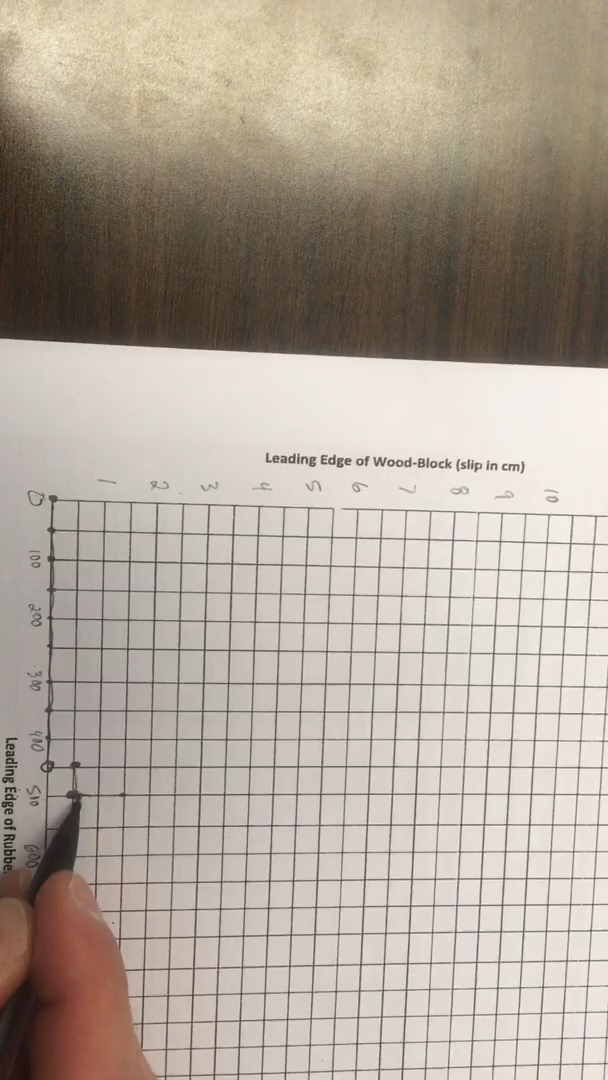 Leading Edge of Wood-Block (slip in cm)
1 2 3 4 5 6 7 8 9 10
0 100 200 300 400 500 600
Leading Edge of Rubbe